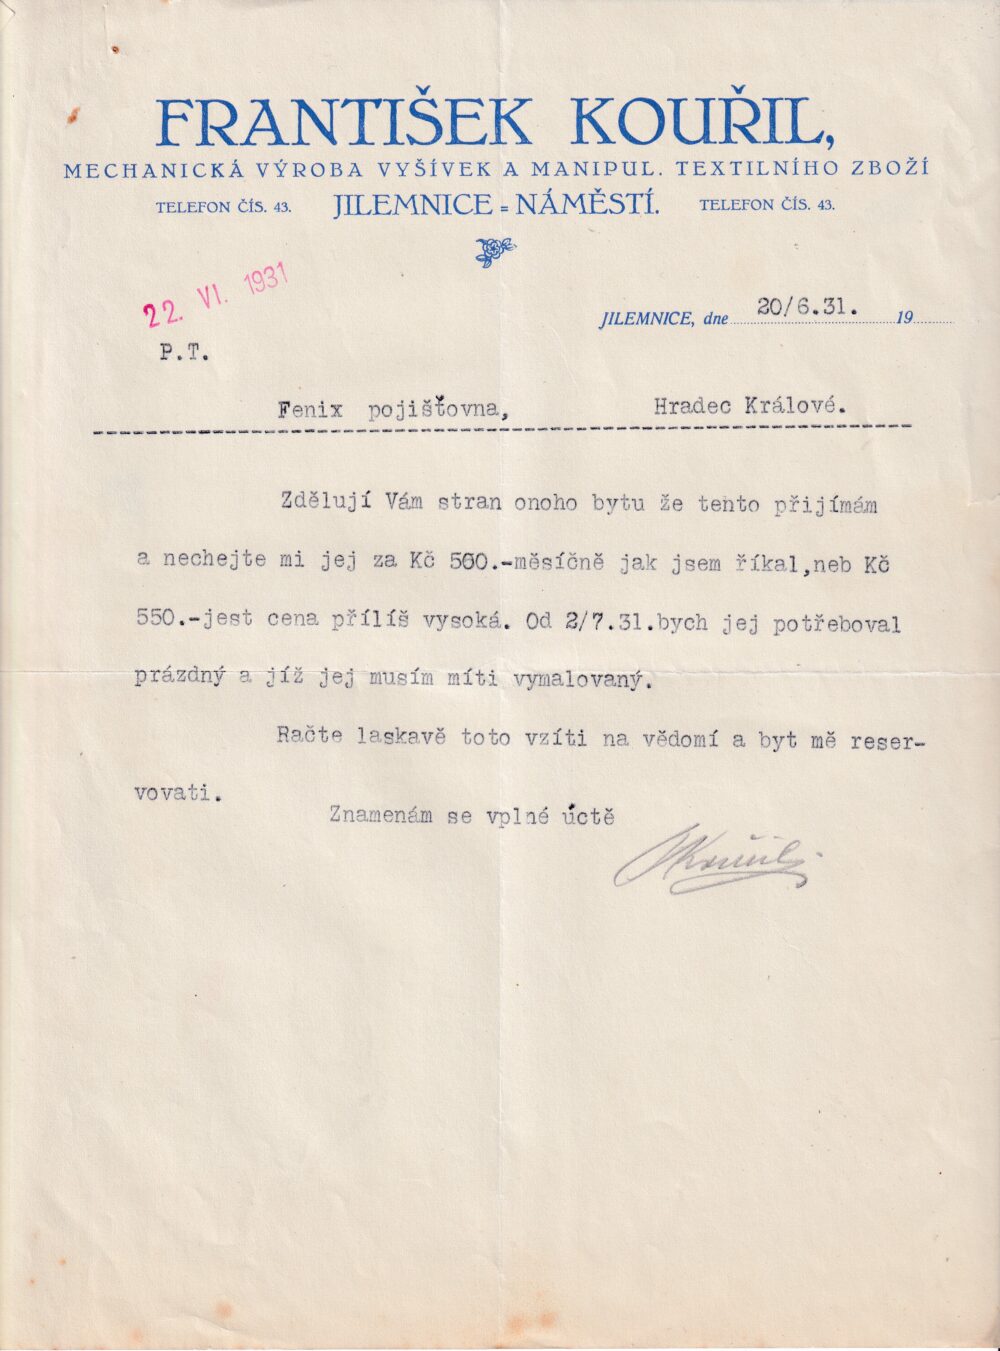 FRANTIŠEK KOUŘIL,
MECHANICKÁ VÝROBA VYŠÍVEK A MANIPUL. TEXTILNÍHO ZBOŽÍ
TELEFON ČÍS. 43. JILEMNICE = NÁMĚSTÍ. TELEFON ČÍS. 43.
22. VI. 1931
JILEMNICE, dne 20/6.31. 19
P.T.
Fenix pojišťovna, Hradec Králové.
Zdělují Vám stran onoho bytu že tento přijímám
a nechejte mi jej za Kč 500.-měsíčně jak jsem říkal,neb Kč
550.-jest cena přílíš vysoká. Od 2/7.31.bych jej potřeboval
prázdný a jíž jej musím míti vymalovaný.
Račte laskavě toto vzíti na vědomí a byt mě reser-
vovati.
Znamenám se vplné úctě
Kouřil